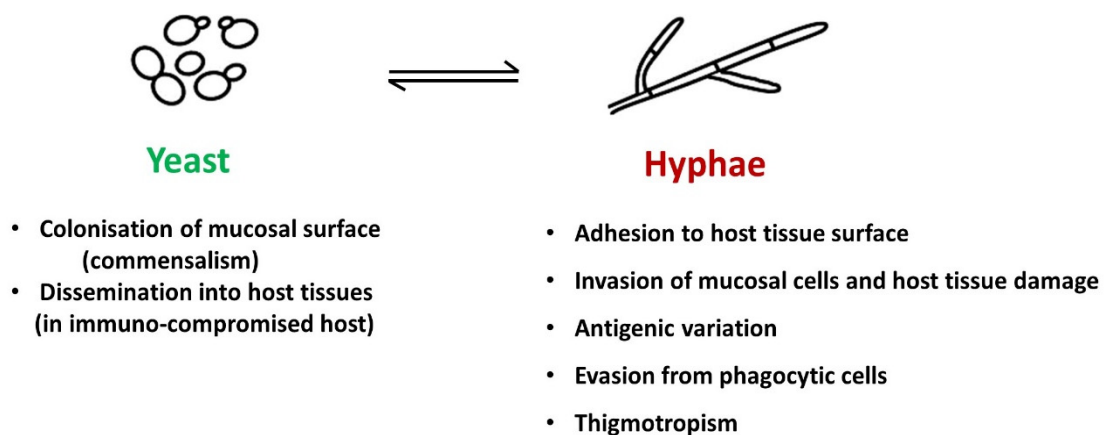 Yeast
• Colonisation of mucosal surface
(commensalism)
• Dissemination into host tissues
(in immuno-compromised host)
Hyphae
• Adhesion to host tissue surface
• Invasion of mucosal cells and host tissue damage
• Antigenic variation
• Evasion from phagocytic cells
• Thigmotropism